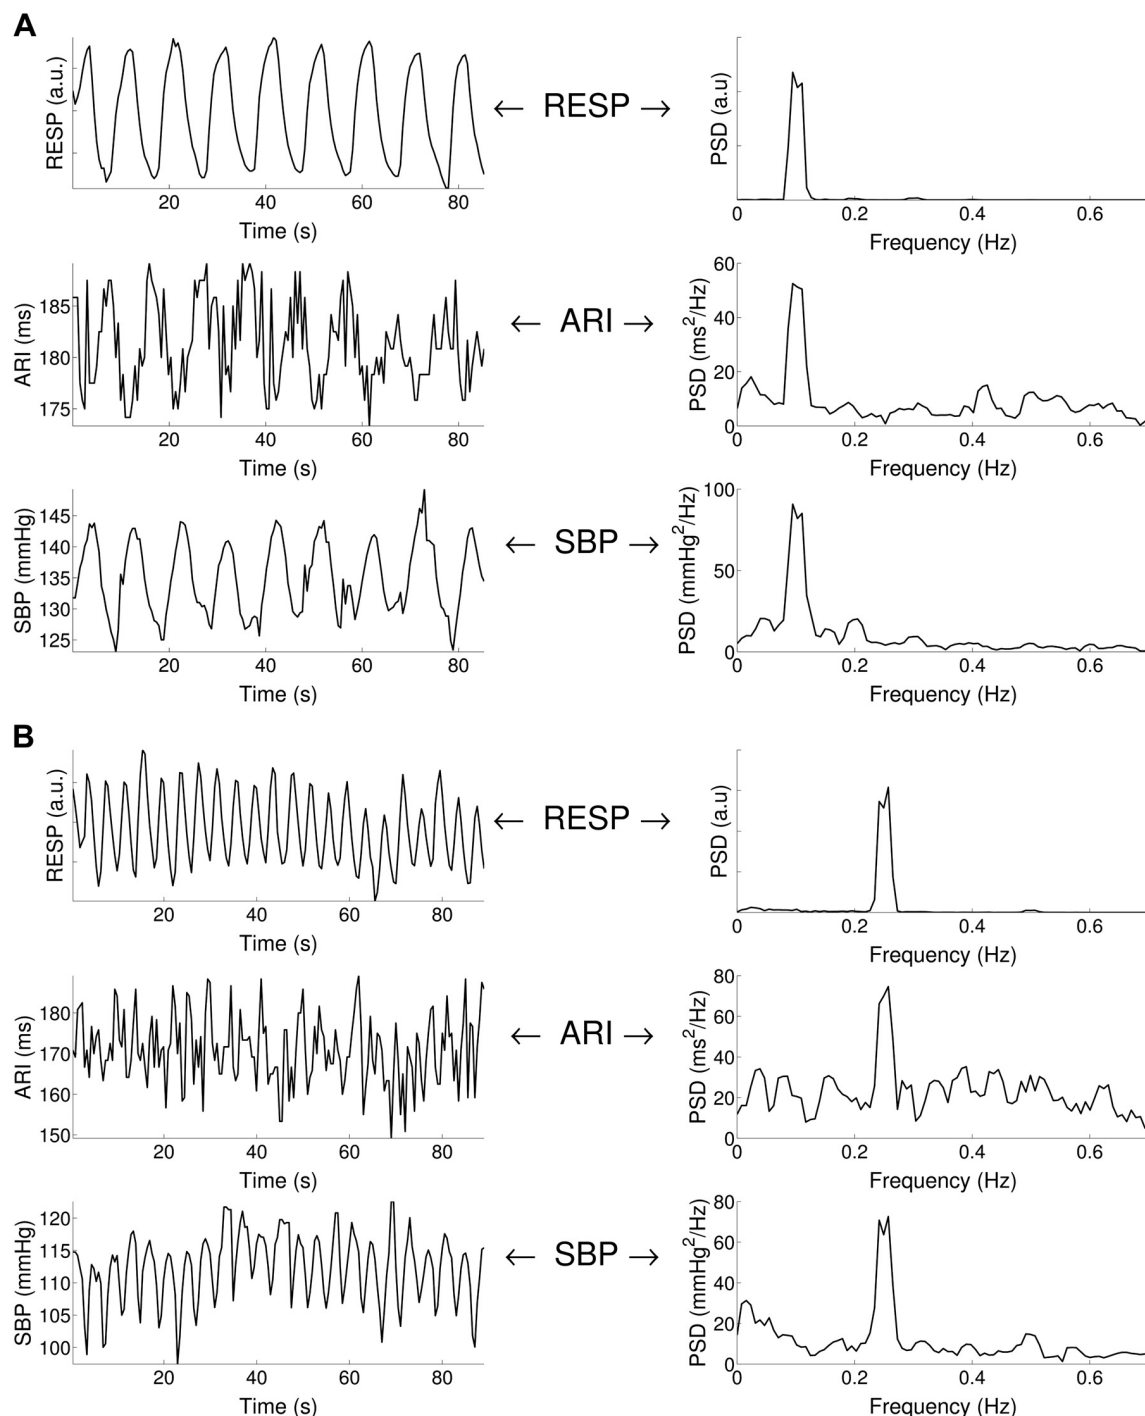 A
RESP (a.u.)
20 40 60 80
Time (s)
← RESP →
PSD (a.u)
0 0.2 0.4 0.6
Frequency (Hz)
ARI (ms)
185
180
175
20 40 60 80
Time (s)
← ARI →
PSD (ms²/Hz)
60
40
20
0
0 0.2 0.4 0.6
Frequency (Hz)
SBP (mmHg)
145
140
135
130
125
20 40 60 80
Time (s)
← SBP →
PSD (mmHg²/Hz)
100
50
0
0 0.2 0.4 0.6
Frequency (Hz)
B
RESP (a.u.)
20 40 60 80
Time (s)
← RESP →
PSD (a.u)
0 0.2 0.4 0.6
Frequency (Hz)
ARI (ms)
180
170
160
150
20 40 60 80
Time (s)
← ARI →
PSD (ms²/Hz)
80
60
40
20
0
0 0.2 0.4 0.6
Frequency (Hz)
SBP (mmHg)
120
115
110
105
100
20 40 60 80
Time (s)
← SBP →
PSD (mmHg²/Hz)
80
60
40
20
0
0 0.2 0.4 0.6
Frequency (Hz)